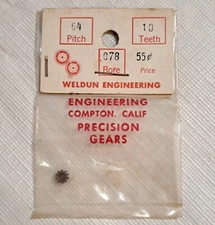 64 10
Pitch Teeth
.078 55¢
Bore Price
WELDUN ENGINEERING
ENGINEERING
COMPTON, CALIF
PRECISION
GEARS